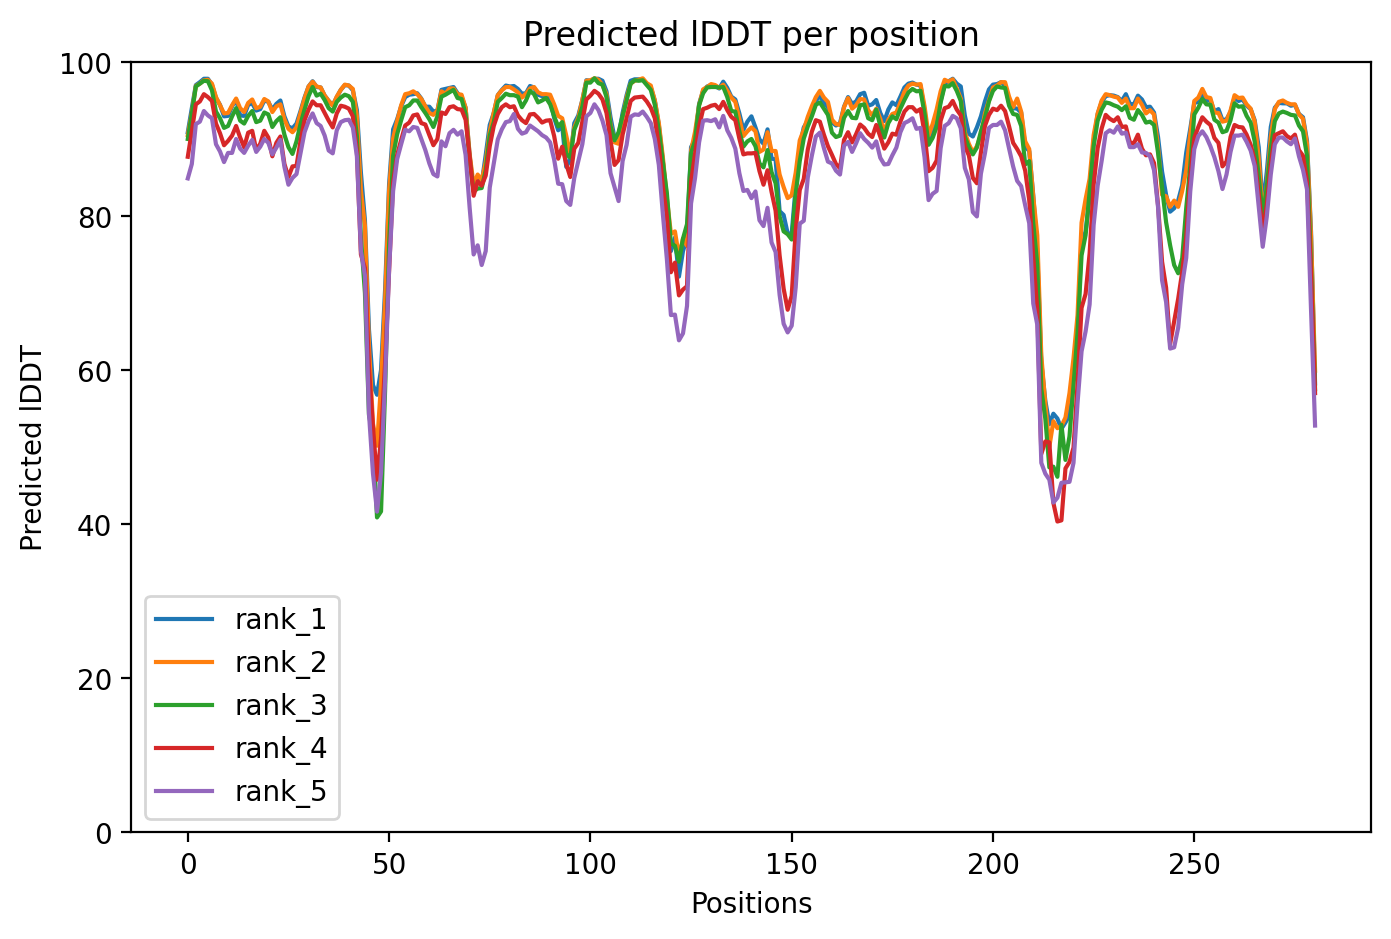 Predicted lDDT per position
Predicted lDDT
100
80
60
40
20
0
rank_1
rank_2
rank_3
rank_4
rank_5
0 50 100 150 200 250
Positions